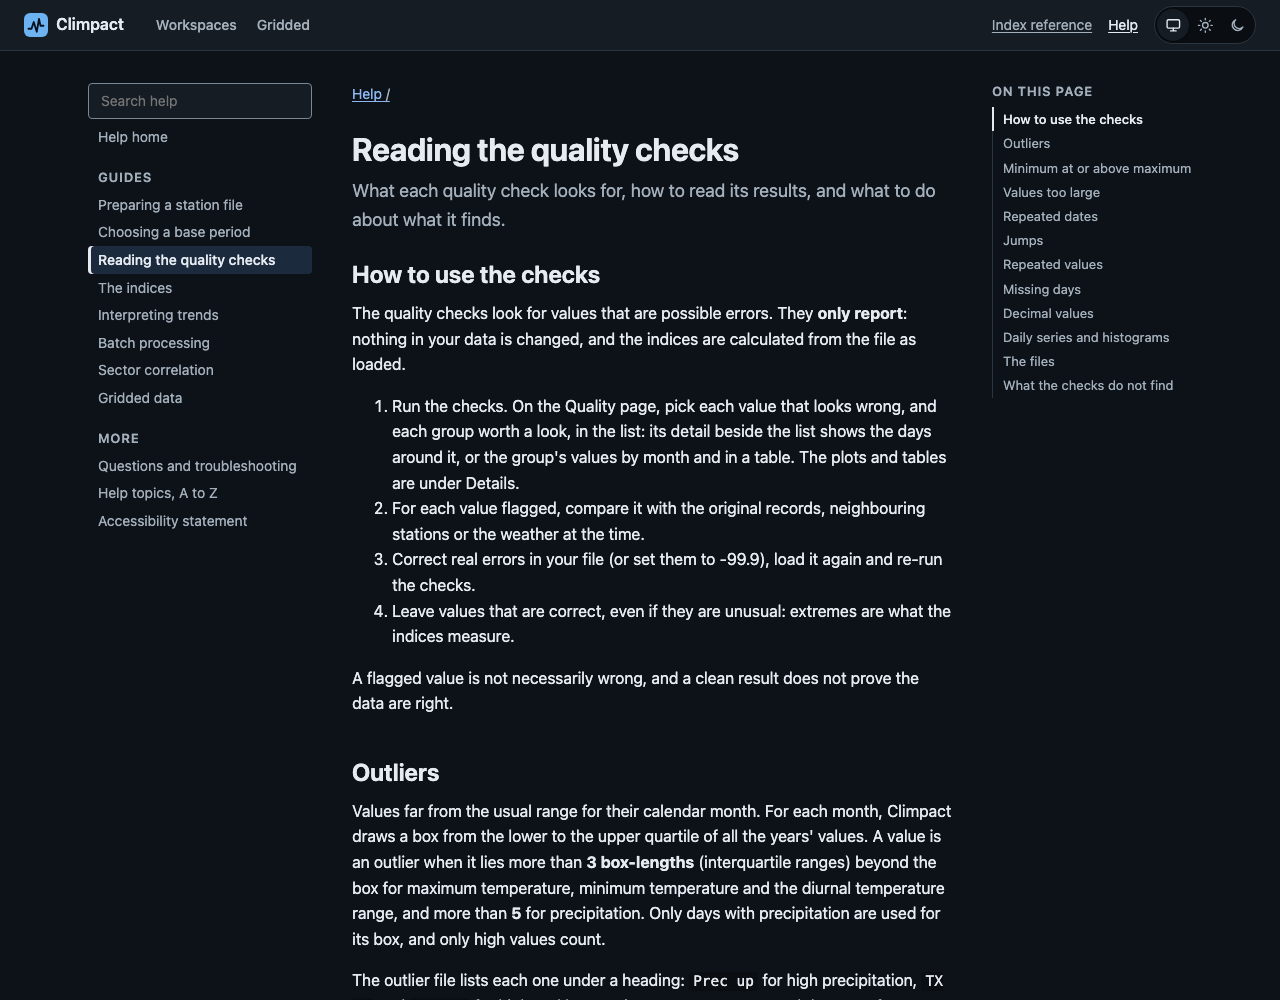 Climpact
Workspaces
Gridded
Index reference
Help
Search help
Help home
GUIDES
Preparing a station file
Choosing a base period
Reading the quality checks
The indices
Interpreting trends
Batch processing
Sector correlation
Gridded data
MORE
Questions and troubleshooting
Help topics, A to Z
Accessibility statement
Help /
Reading the quality checks
What each quality check looks for, how to read its results, and what to do
about what it finds.
How to use the checks
The quality checks look for values that are possible errors. They only report:
nothing in your data is changed, and the indices are calculated from the file as
loaded.
1. Run the checks. On the Quality page, pick each value that looks wrong, and
each group worth a look, in the list: its detail beside the list shows the days
around it, or the group's values by month and in a table. The plots and tables
are under Details.
2. For each value flagged, compare it with the original records, neighbouring
stations or the weather at the time.
3. Correct real errors in your file (or set them to -99.9), load it again and re-run
the checks.
4. Leave values that are correct, even if they are unusual: extremes are what the
indices measure.
A flagged value is not necessarily wrong, and a clean result does not prove the
data are right.
Outliers
Values far from the usual range for their calendar month. For each month, Climpact
draws a box from the lower to the upper quartile of all the years' values. A value is
an outlier when it lies more than 3 box-lengths (interquartile ranges) beyond the
box for maximum temperature, minimum temperature and the diurnal temperature
range, and more than 5 for precipitation. Only days with precipitation are used for
its box, and only high values count.
The outlier file lists each one under a heading: Prec up for high precipitation, TX
ON THIS PAGE
How to use the checks
Outliers
Minimum at or above maximum
Values too large
Repeated dates
Jumps
Repeated values
Missing days
Decimal values
Daily series and histograms
The files
What the checks do not find